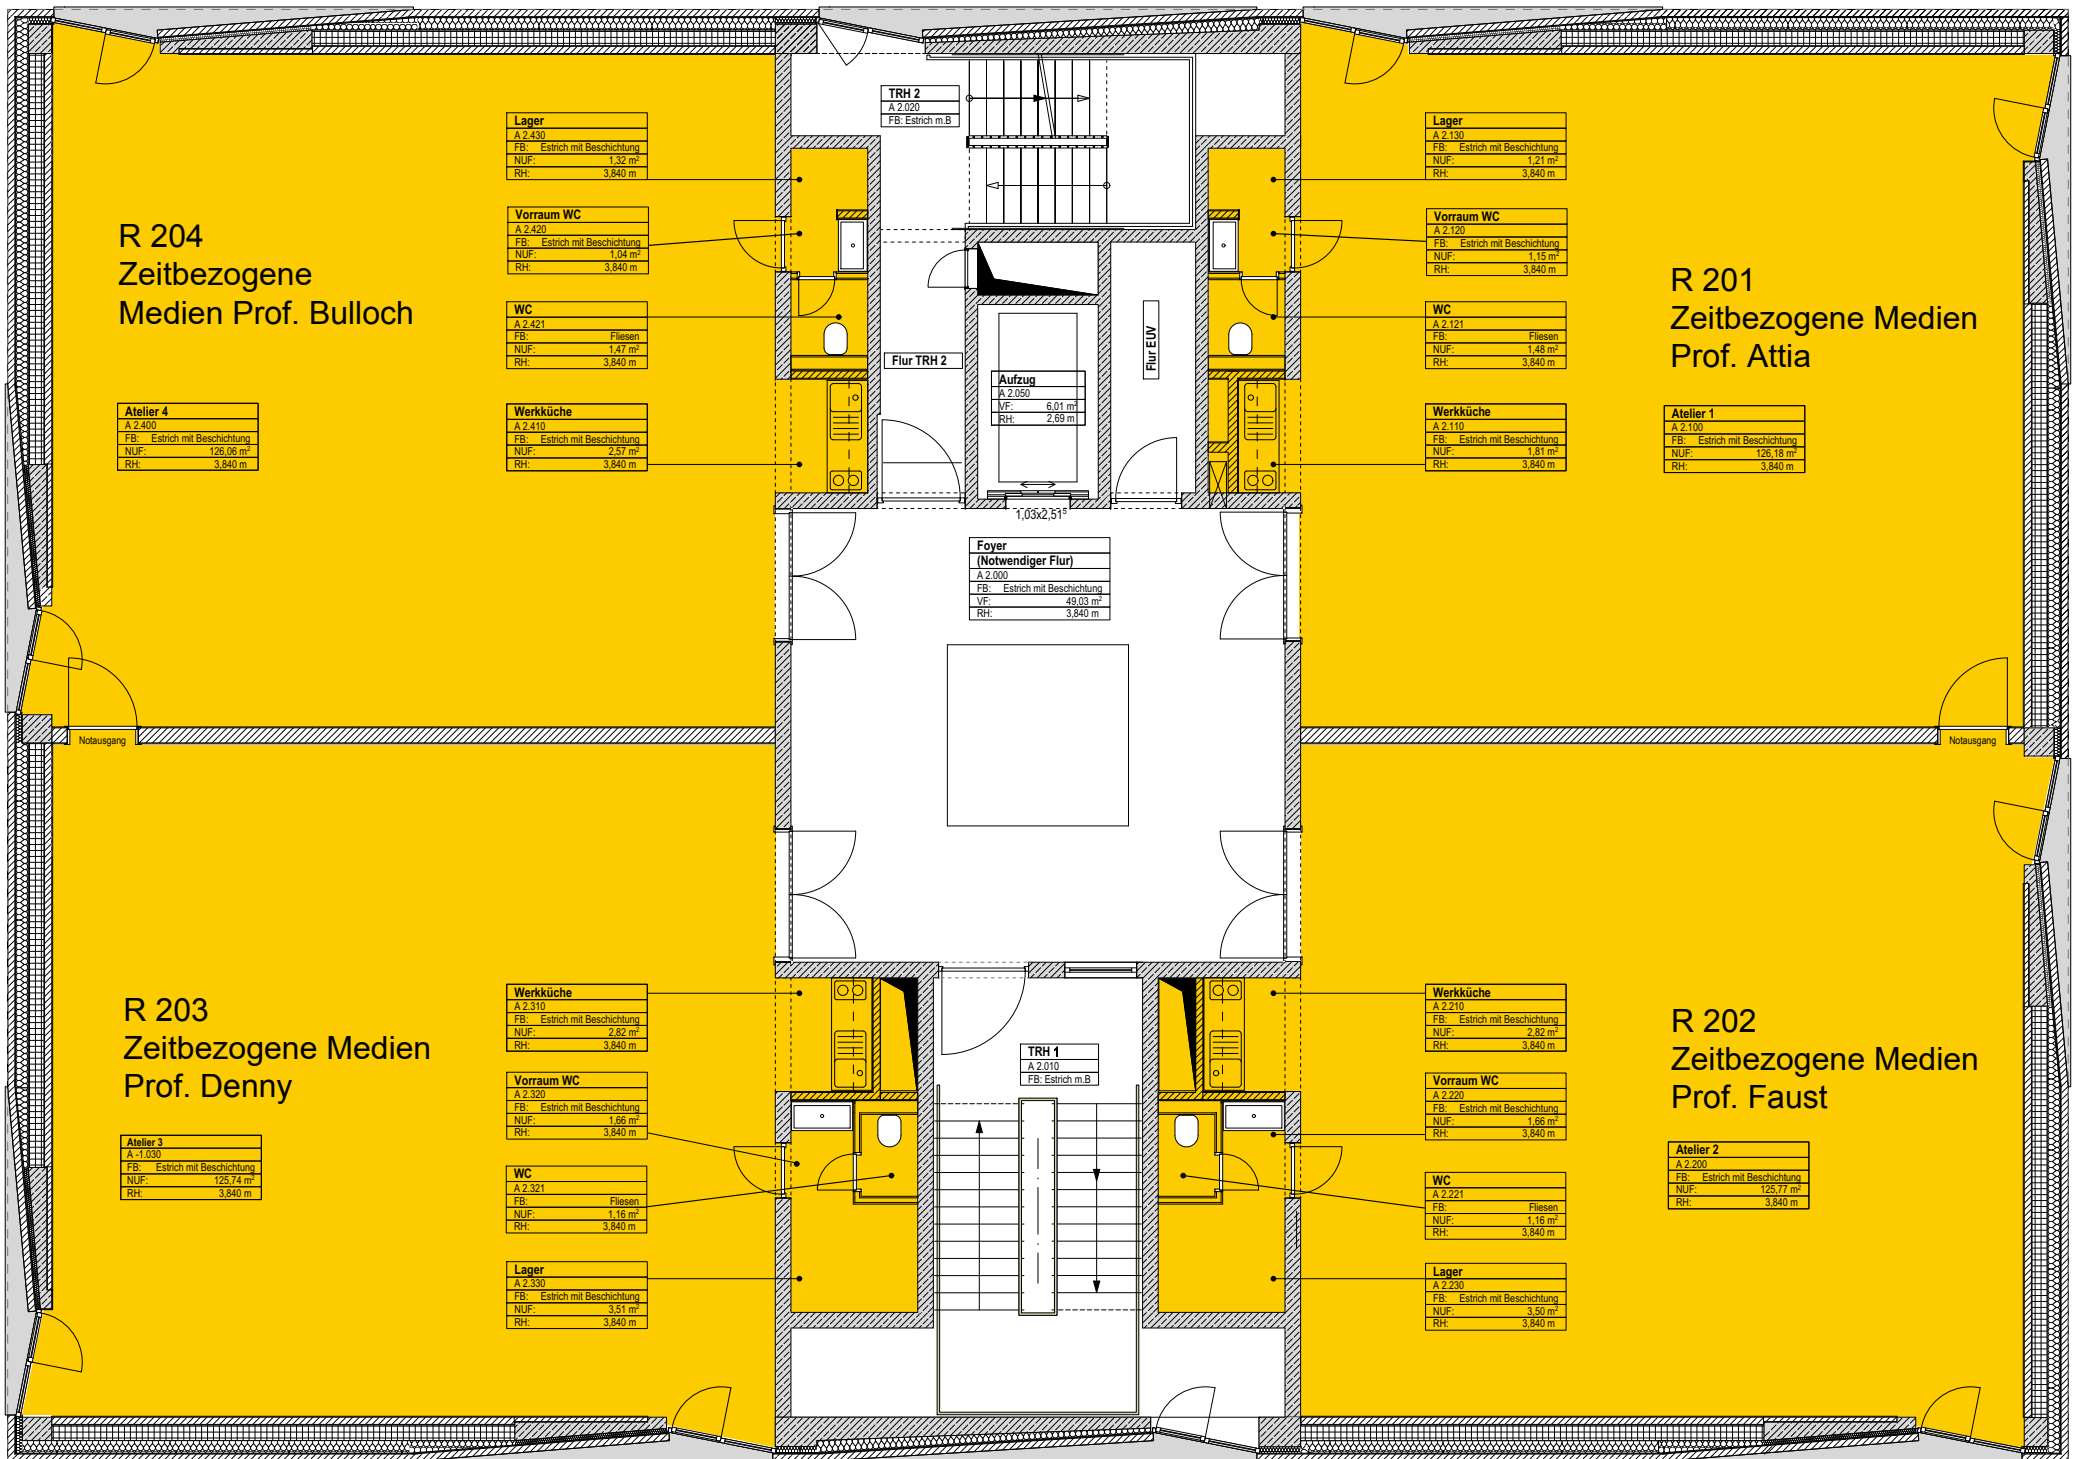 TRH 2
A 2.020
FB: Estrich m.B
Lager
A 2.430
FB: Estrich mit Beschichtung
NUF: 1,32 m²
RH: 3,840 m
Vorraum WC
A 2.420
FB: Estrich mit Beschichtung
NUF: 1,04 m²
RH: 3,840 m
WC
A 2.421
FB: Fliesen
NUF: 1,47 m²
RH: 3,840 m
Werkküche
A 2.410
FB: Estrich mit Beschichtung
NUF: 2,57 m²
RH: 3,840 m
R 204
Zeitbezogene
Medien Prof. Bulloch
Atelier 4
A 2.400
FB: Estrich mit Beschichtung
NUF: 126,06 m²
RH: 3,840 m
Notausgang
Flur TRH 2
Aufzug
A 2.050
VF: 6,01 m²
RH: 2,69 m
Flur EUV
1,03x2,51⁵
Foyer
(Notwendiger Flur)
A 2.000
FB: Estrich mit Beschichtung
VF: 49,03 m²
RH: 3,840 m
Lager
A 2.130
FB: Estrich mit Beschichtung
NUF: 1,21 m²
RH: 3,840 m
Vorraum WC
A 2.120
FB: Estrich mit Beschichtung
NUF: 1,15 m²
RH: 3,840 m
WC
A 2.121
FB: Fliesen
NUF: 1,48 m²
RH: 3,840 m
Werkküche
A 2.110
FB: Estrich mit Beschichtung
NUF: 1,81 m²
RH: 3,840 m
R 201
Zeitbezogene Medien
Prof. Attia
Atelier 1
A 2.100
FB: Estrich mit Beschichtung
NUF: 126,18 m²
RH: 3,840 m
Notausgang
R 203
Zeitbezogene Medien
Prof. Denny
Atelier 3
A -1.030
FB: Estrich mit Beschichtung
NUF: 125,74 m²
RH: 3,840 m
Werkküche
A 2.310
FB: Estrich mit Beschichtung
NUF: 2,82 m²
RH: 3,840 m
Vorraum WC
A 2.320
FB: Estrich mit Beschichtung
NUF: 1,66 m²
RH: 3,840 m
WC
A 2.321
FB: Fliesen
NUF: 1,16 m²
RH: 3,840 m
Lager
A 2.330
FB: Estrich mit Beschichtung
NUF: 3,51 m²
RH: 3,840 m
TRH 1
A 2.010
FB: Estrich m.B
Werkküche
A 2.210
FB: Estrich mit Beschichtung
NUF: 2,82 m²
RH: 3,840 m
Vorraum WC
A 2.220
FB: Estrich mit Beschichtung
NUF: 1,66 m²
RH: 3,840 m
WC
A 2.221
FB: Fliesen
NUF: 1,16 m²
RH: 3,840 m
Lager
A 2.230
FB: Estrich mit Beschichtung
NUF: 3,50 m²
RH: 3,840 m
R 202
Zeitbezogene Medien
Prof. Faust
Atelier 2
A 2.200
FB: Estrich mit Beschichtung
NUF: 125,77 m²
RH: 3,840 m